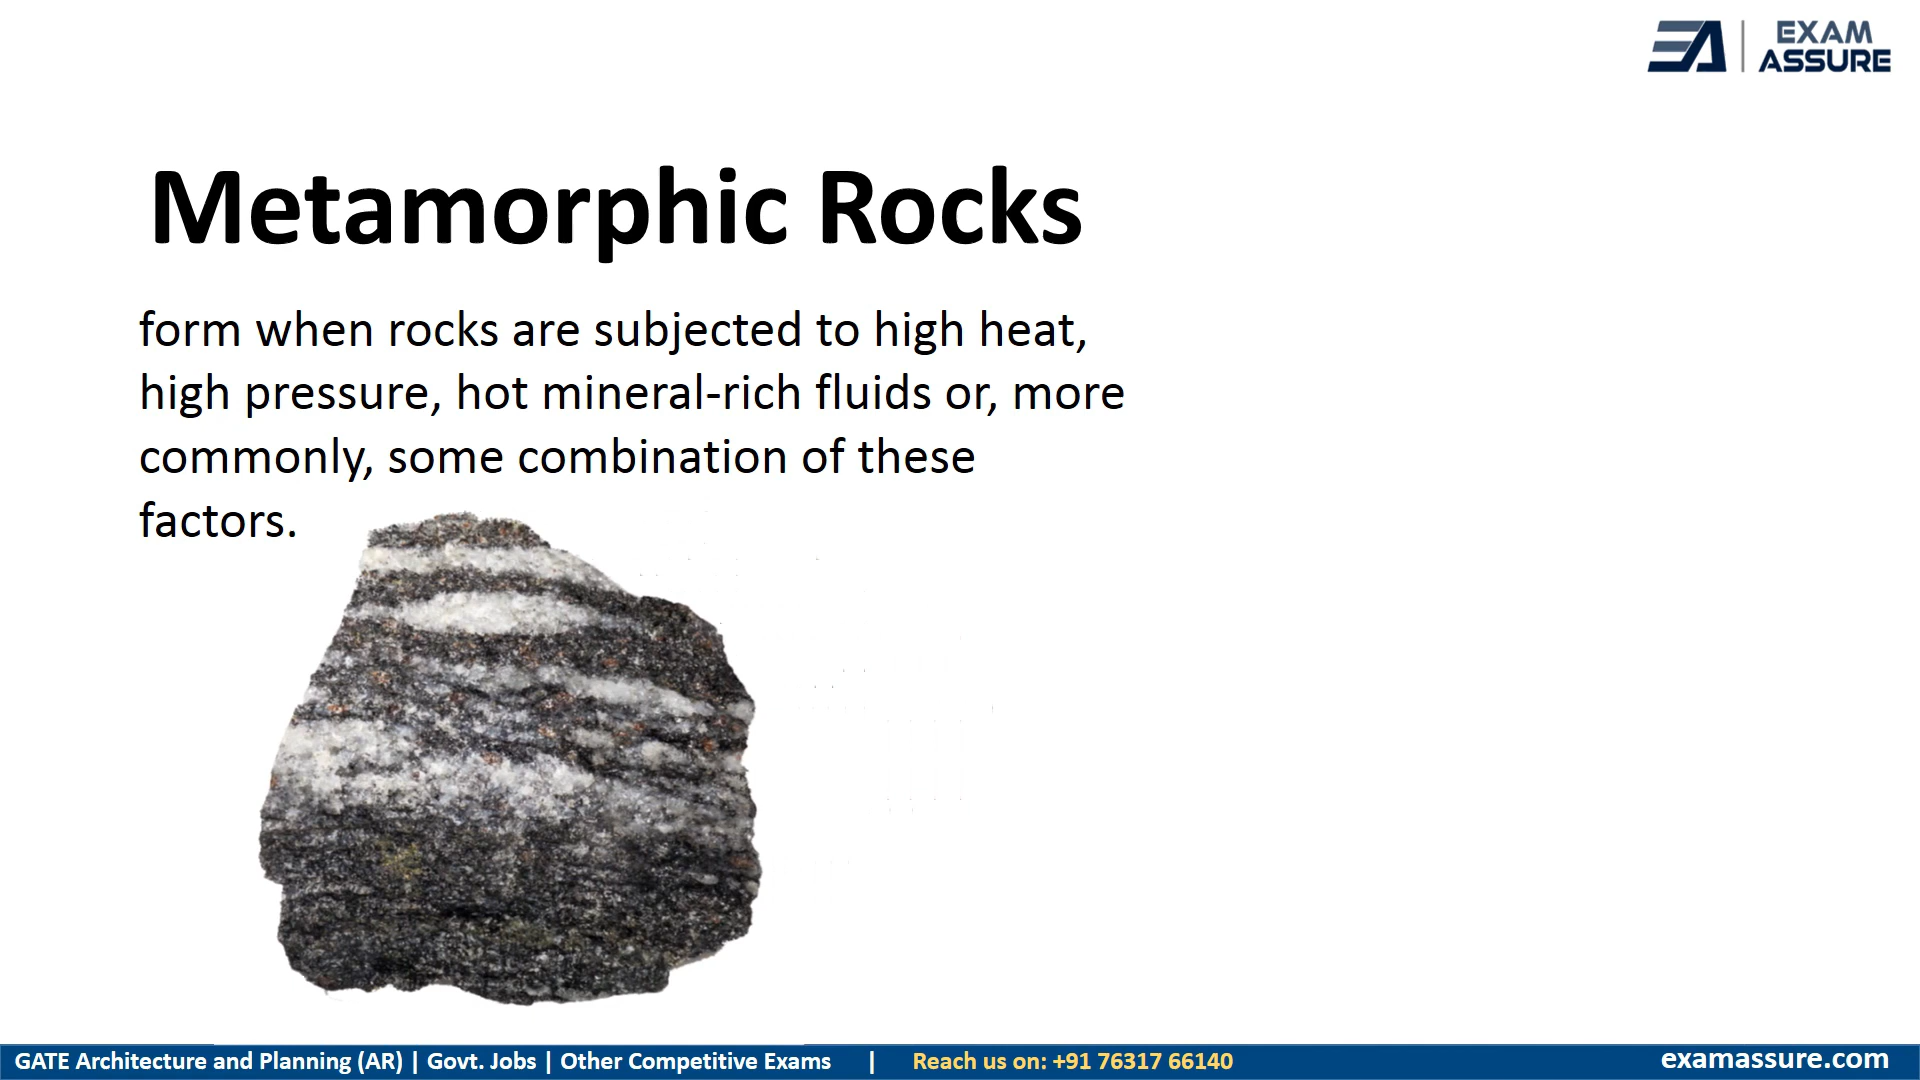 EXAM
ASSURE
Metamorphic Rocks
form when rocks are subjected to high heat,
high pressure, hot mineral-rich fluids or, more
commonly, some combination of these
factors.
GATE Architecture and Planning (AR) | Govt. Jobs | Other Competitive Exams | Reach us on: +91 76317 66140
examassure.com